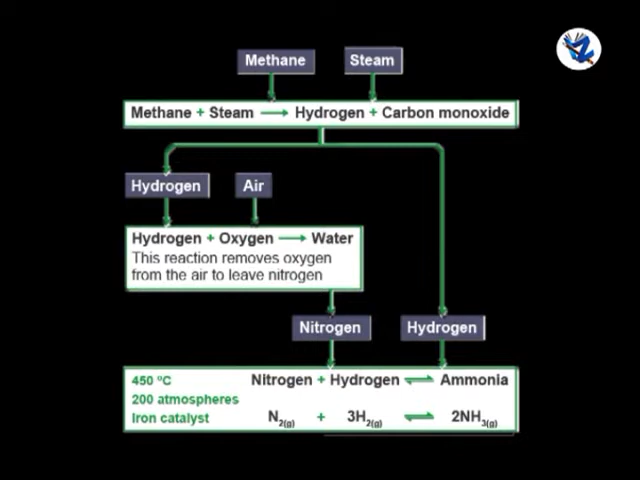 Methane
Steam
Methane + Steam ⟶ Hydrogen + Carbon monoxide
Hydrogen
Air
Hydrogen + Oxygen ⟶ Water
This reaction removes oxygen
from the air to leave nitrogen
Nitrogen
Hydrogen
450 °C
Nitrogen + Hydrogen ⇌ Ammonia
200 atmospheres
Iron catalyst
N2(g) + 3H2(g) ⇌ 2NH3(g)